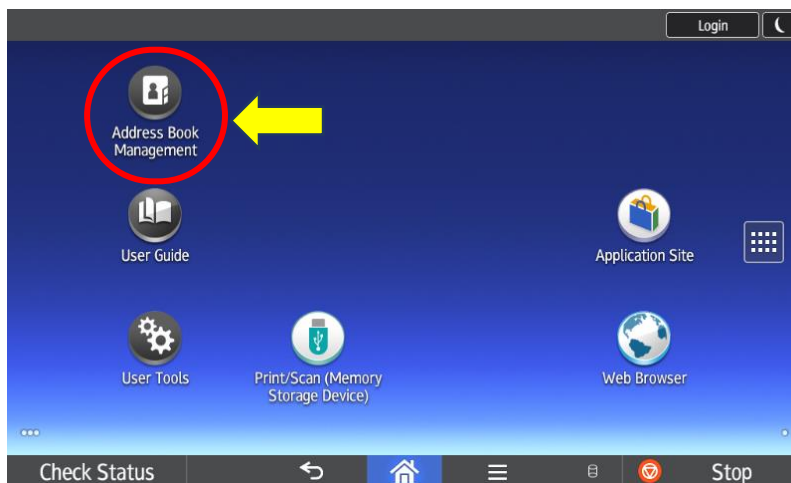 Login
Address Book
Management
User Guide
Application Site
User Tools
Print/Scan (Memory
Storage Device)
Web Browser
Check Status
Stop